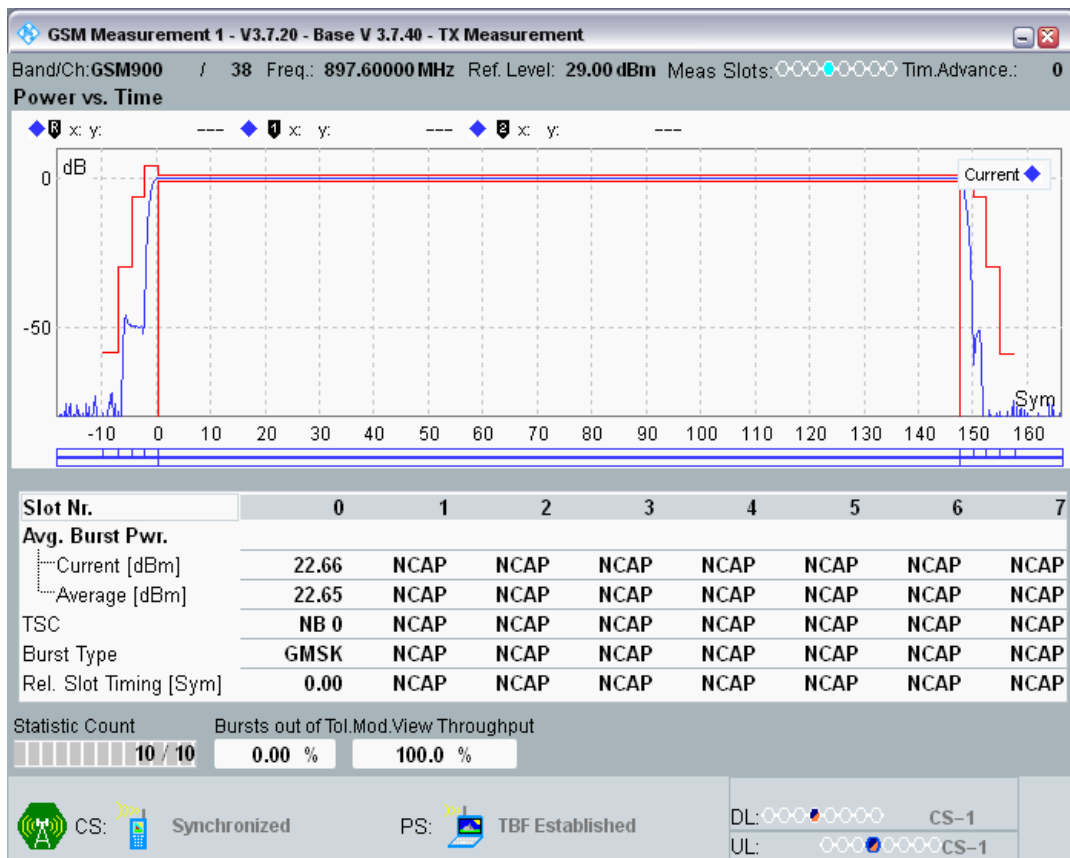 GSM Measurement 1 - V3.7.20 - Base V 3.7.40 - TX Measurement
Band/Ch:GSM900 / 38 Freq.: 897.60000 MHz Ref. Level: 29.00 dBm Meas Slots: Tim.Advance.: 0
Power vs. Time
R x: y: --- 1 x: y: --- 2 x: y: ---
dB
Current
0
-50
Sym
-10 0 10 20 30 40 50 60 70 80 90 100 110 120 130 140 150 160
Slot Nr. 0 1 2 3 4 5 6 7
Avg. Burst Pwr.
Current [dBm] 22.66 NCAP NCAP NCAP NCAP NCAP NCAP NCAP
Average [dBm] 22.65 NCAP NCAP NCAP NCAP NCAP NCAP NCAP
TSC NB 0 NCAP NCAP NCAP NCAP NCAP NCAP NCAP
Burst Type GMSK NCAP NCAP NCAP NCAP NCAP NCAP NCAP
Rel. Slot Timing [Sym] 0.00 NCAP NCAP NCAP NCAP NCAP NCAP NCAP
Statistic Count Bursts out of Tol. Mod.View Throughput
10 / 10 0.00 % 100.0 %
CS: Synchronized PS: TBF Established
DL: CS-1
UL: CS-1